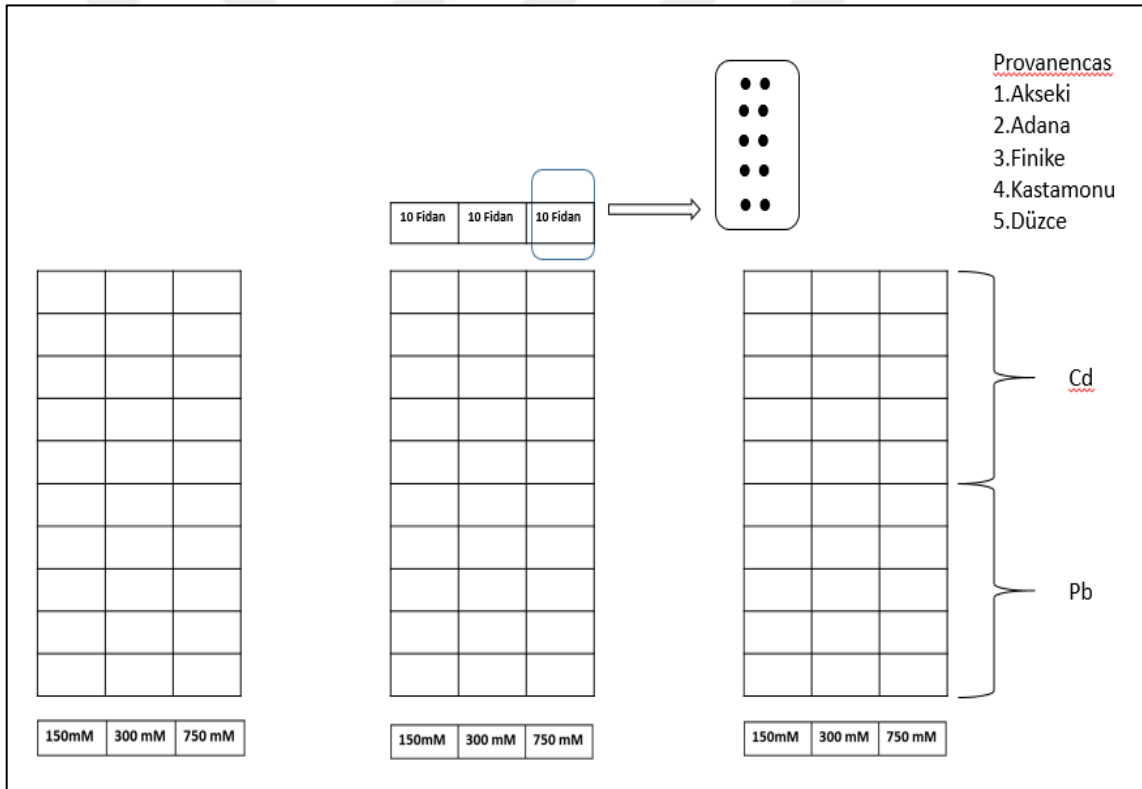 Provanencas
1.Akseki
2.Adana
3.Finike
4.Kastamonu
5.Düzce
10 Fidan 10 Fidan 10 Fidan
Cd
Pb
150mM 300 mM 750 mM
150mM 300 mM 750 mM
150mM 300 mM 750 mM